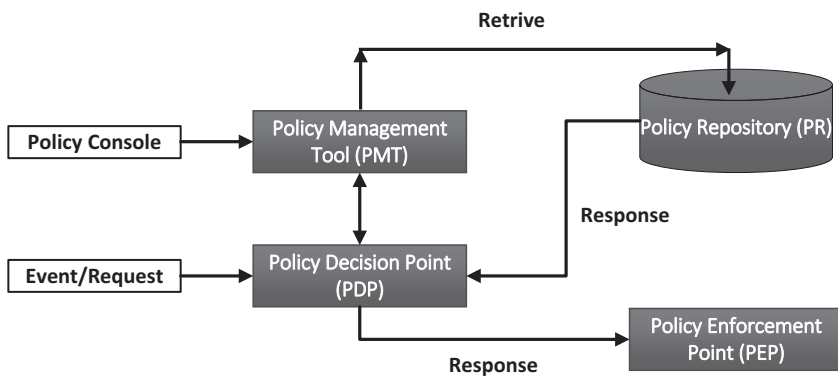 Retrive
Policy Console
Policy Management
Tool (PMT)
Policy Repository (PR)
Response
Event/Request
Policy Decision Point
(PDP)
Policy Enforcement
Point (PEP)
Response